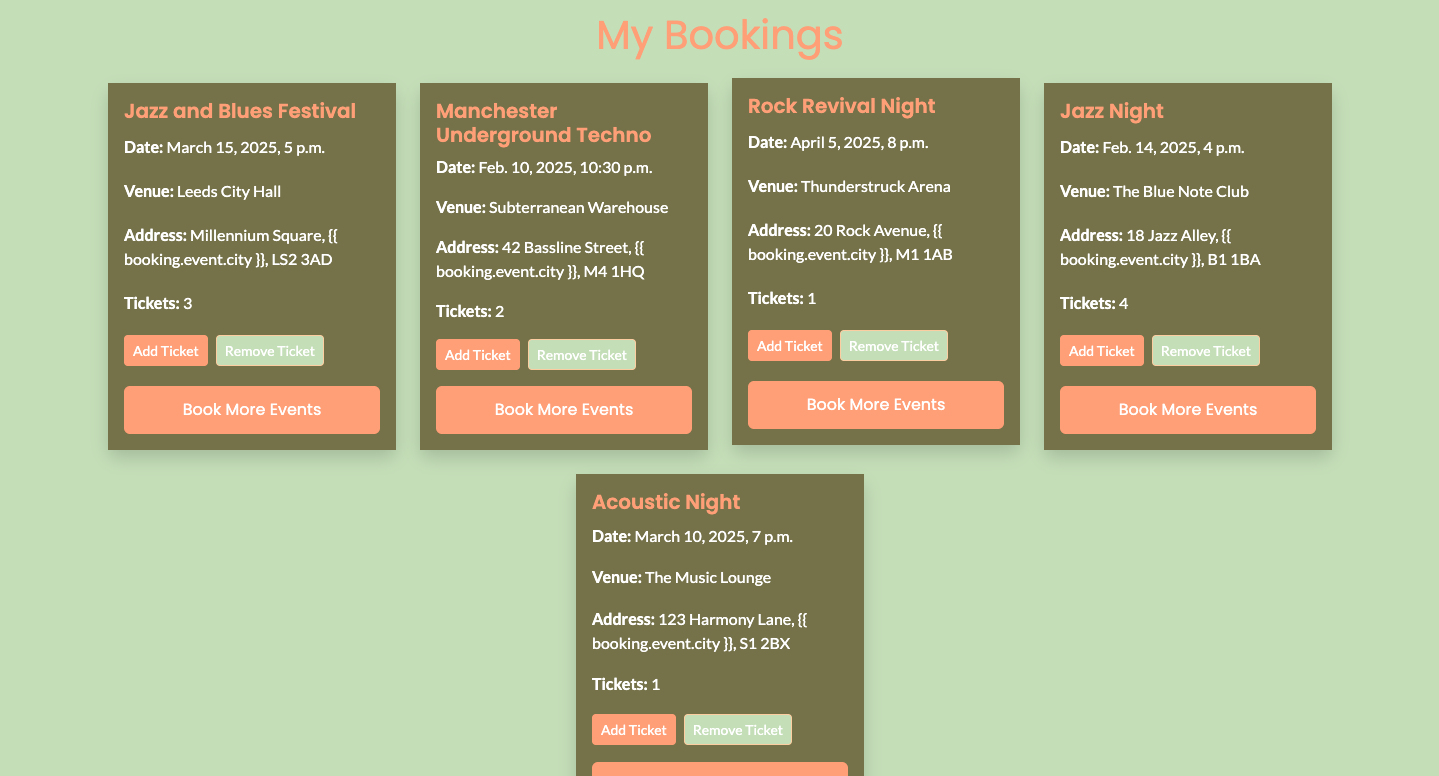 My Bookings
Jazz and Blues Festival
Date: March 15, 2025, 5 p.m.
Venue: Leeds City Hall
Address: Millennium Square, {{
booking.event.city }}, LS2 3AD
Tickets: 3
Add Ticket
Remove Ticket
Book More Events
Manchester
Underground Techno
Date: Feb. 10, 2025, 10:30 p.m.
Venue: Subterranean Warehouse
Address: 42 Bassline Street, {{
booking.event.city }}, M4 1HQ
Tickets: 2
Add Ticket
Remove Ticket
Book More Events
Rock Revival Night
Date: April 5, 2025, 8 p.m.
Venue: Thunderstruck Arena
Address: 20 Rock Avenue, {{
booking.event.city }}, M1 1AB
Tickets: 1
Add Ticket
Remove Ticket
Book More Events
Jazz Night
Date: Feb. 14, 2025, 4 p.m.
Venue: The Blue Note Club
Address: 18 Jazz Alley, {{
booking.event.city }}, B1 1BA
Tickets: 4
Add Ticket
Remove Ticket
Book More Events
Acoustic Night
Date: March 10, 2025, 7 p.m.
Venue: The Music Lounge
Address: 123 Harmony Lane, {{
booking.event.city }}, S1 2BX
Tickets: 1
Add Ticket
Remove Ticket